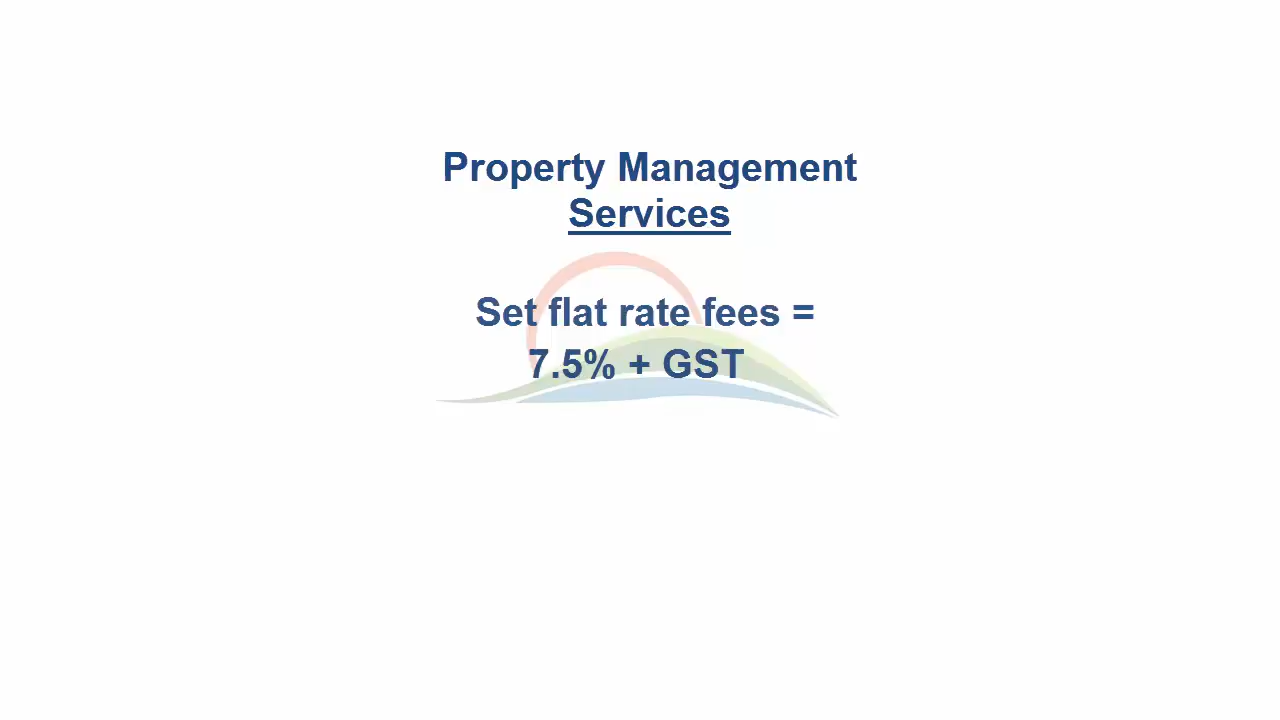 Property Management
Services
Set flat rate fees =
7.5% + GST